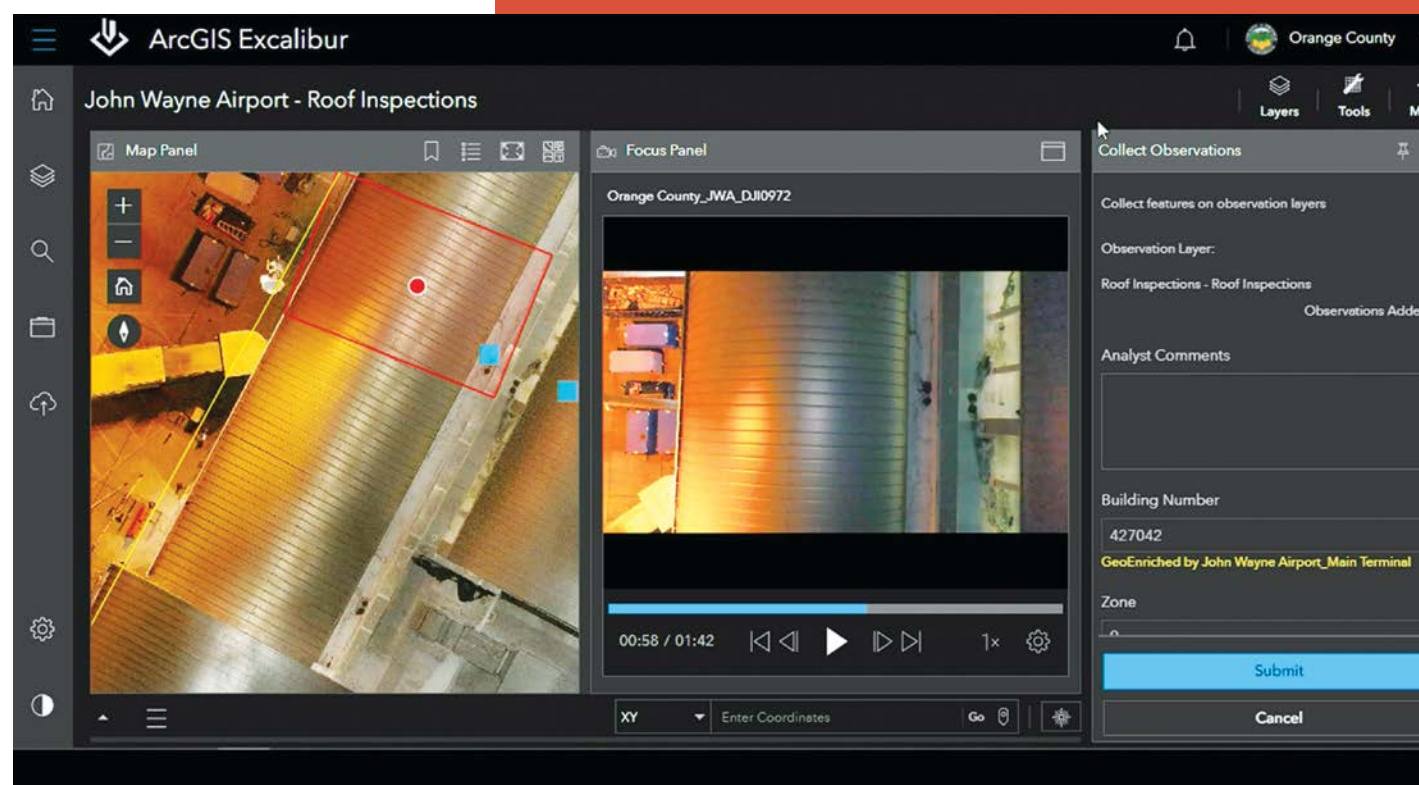 ArcGIS Excalibur
Orange County
John Wayne Airport - Roof Inspections
Layers
Tools
Map Panel
Focus Panel
Collect Observations
Orange County_JWA_DJI0972
Collect features on observation layers
Observation Layer:
Roof Inspections - Roof Inspections
Observations Adde
Analyst Comments
Building Number
427042
GeoEnriched by John Wayne Airport_Main Terminal
Zone
00:58 / 01:42
1x
Submit
XY
Enter Coordinates
Go
Cancel